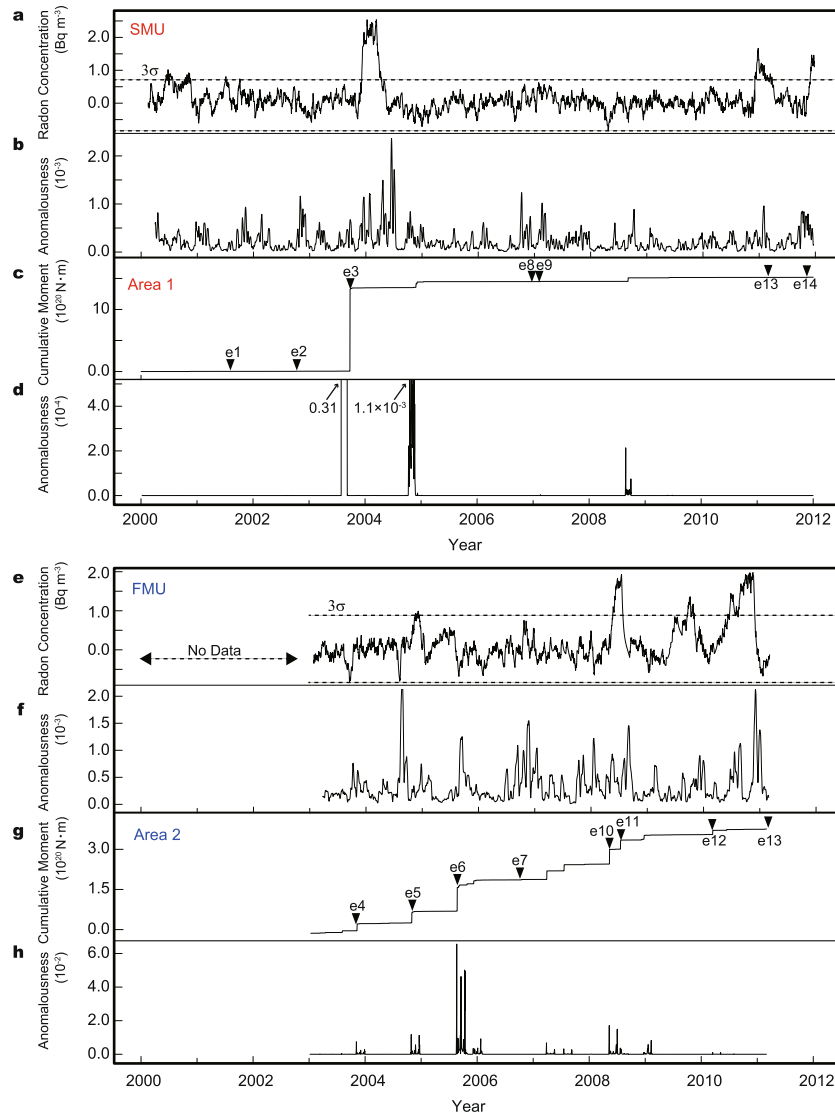 a
Radon Concentration
(Bq m-3)
2.0
1.0
0.0
SMU
3σ
b
Anomalousness
(10-3)
2.0
1.0
0.0
c
Cumulative Moment
(10²⁰ N·m)
10
0.0
Area 1
e1
e2
e3
e8
e9
e13
e14
d
Anomalousness
(10-4)
4.0
2.0
0.0
0.31
1.1×10-3
2000
2002
2004
2006
2008
2010
2012
Year
e
Radon Concentration
(Bq m-3)
2.0
1.0
0.0
FMU
3σ
No Data
f
Anomalousness
(10-3)
2.0
1.5
1.0
0.5
0.0
g
Cumulative Moment
(10²⁰ N·m)
3.0
1.5
0.0
Area 2
e4
e5
e6
e7
e10
e11
e12
e13
h
Anomalousness
(10-2)
6.0
4.0
2.0
0.0
2000
2002
2004
2006
2008
2010
2012
Year